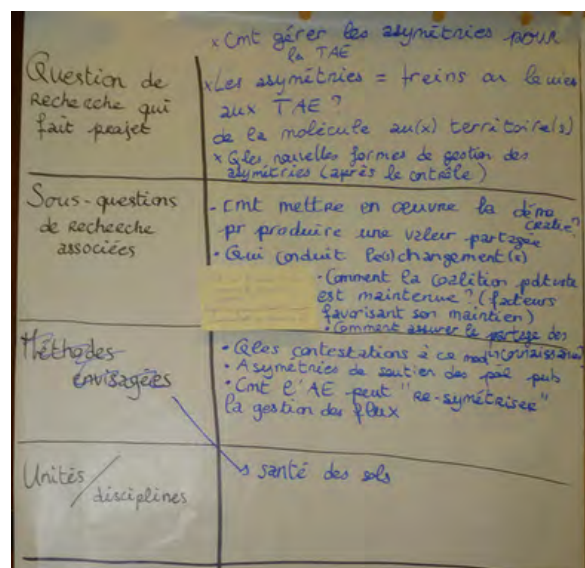 x Cmt gérer les asymétries pour
la TAE
Question de
Recherche qui
fait projet
x Les asymétries = freins ou leviers
aux TAE ?
de la molécule au(x) territoire(s)
x Qles nouvelles formes de gestion des
asymétries (après le contrôle)
Sous-questions
de Recherche
associées
- Cmt mettre en œuvre la démo
cratie?
pr produire une valeur partagée
• Qui conduit le(s) changement(s)
• Comment la coalition pdtuste
est maintenue ? (facteurs
favorisant son maintien)
• Comment assurer le partage des
Méthodes
envisagées
• Qles contestations à ce
• Asymétries de soutien des pol pub
• Cmt l'AE peut "re-symétriser"
la gestion des flux
Unités /
disciplines
santé des sols